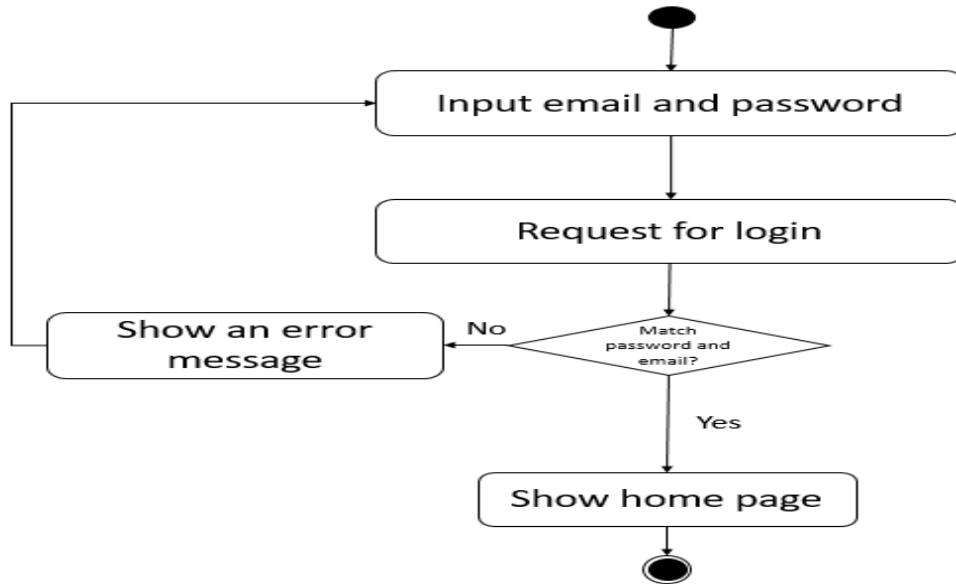 Input email and password
Request for login
Show an error
message
No
Match
password and
email?
Yes
Show home page